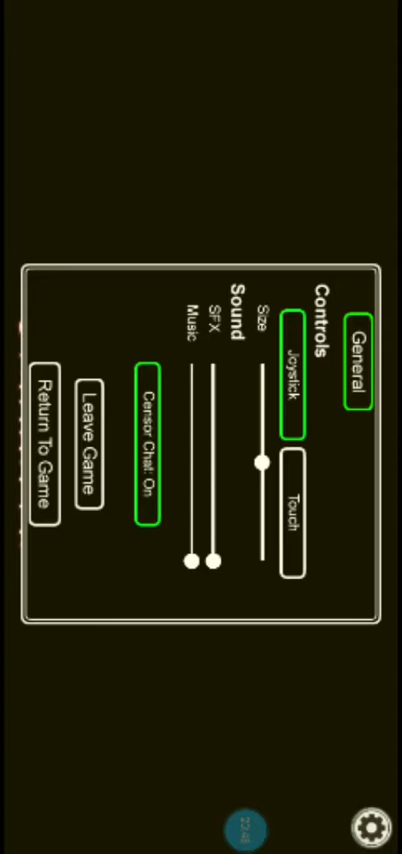 General
Controls
Joystick Touch
Size
Sound
SFX
Music
Censor Chat: On
Leave Game
Return To Game